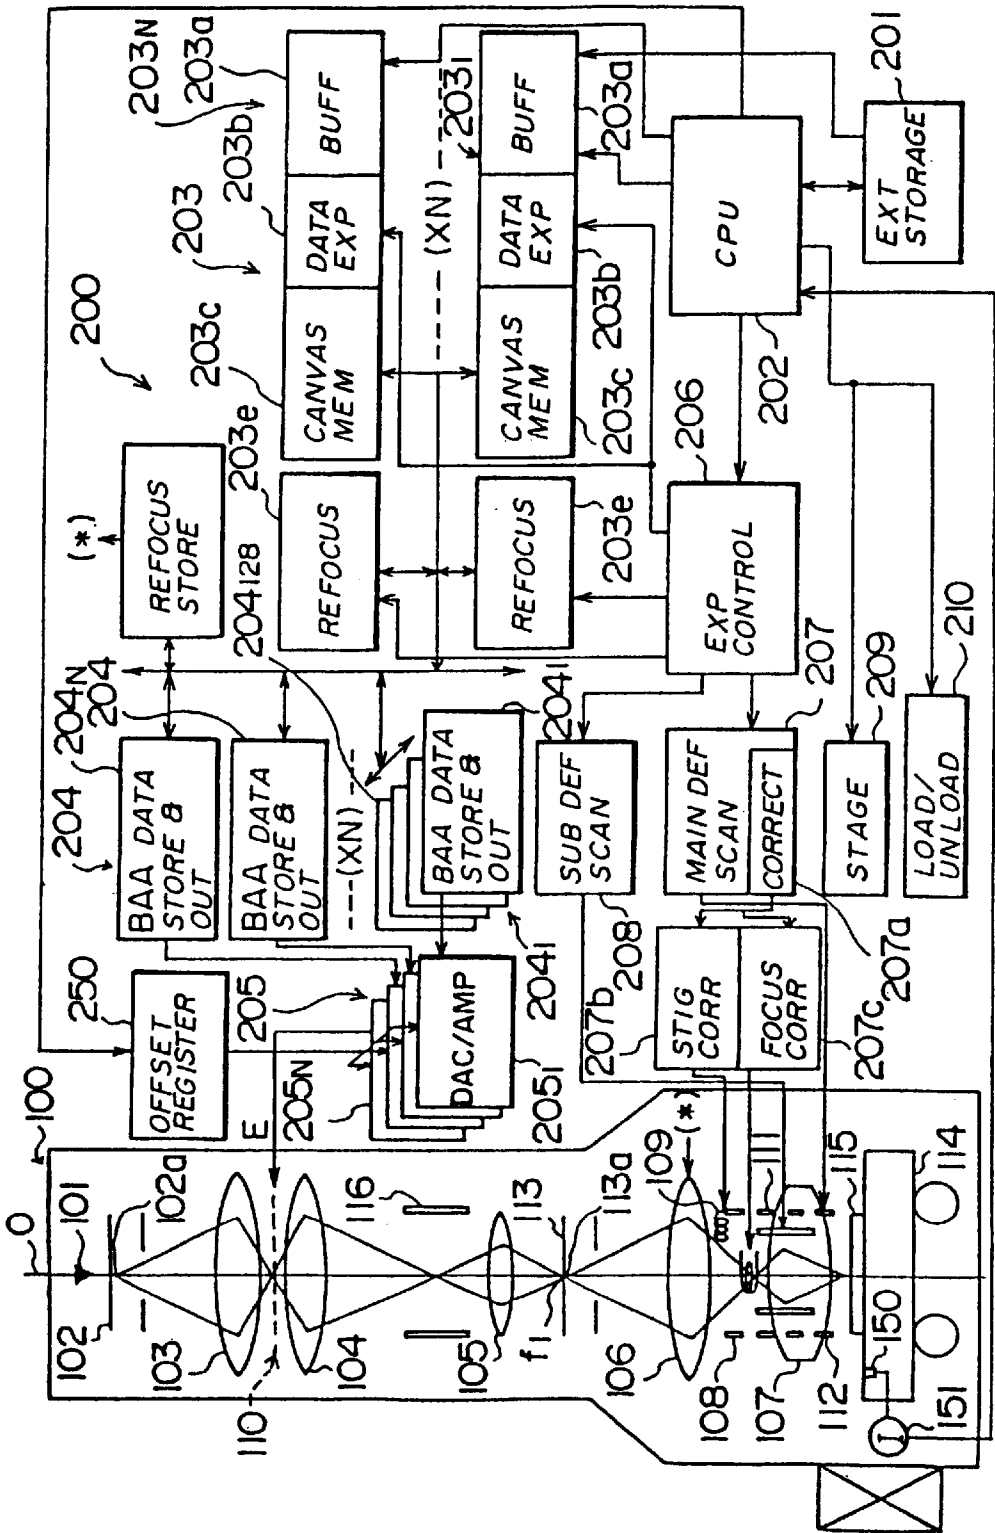 200
203
203N
203a
203b
203c
BUFF
DATA
EXP
CANVAS
MEM
203e
REFOCUS
(*)
REFOCUS
STORE
---(XN)---
2031
BUFF
DATA
EXP
CANVAS
MEM
203a
203b
203c
REFOCUS
203e
CPU
202
EXT
STORAGE
201
EXP
CONTROL
206
204
204N
BAA DATA
STORE &
OUT
204
BAA DATA
STORE &
OUT
---(XN)---
204128
BAA DATA
STORE &
OUT
2041
2041
250
OFFSET
REGISTER
205
205N
DAC/AMP
2051
E
SUB DEF
SCAN
208
MAIN DEF
SCAN
CORRECT
207
207a
STIG
CORR
207b
FOCUS
CORR
207c
STAGE
209
LOAD/
UNLOAD
210
100
O
101
102
102a
103
110
104
116
105
f1
113
113a
106
(*)
109
108
111
107
112
115
114
150
151
I